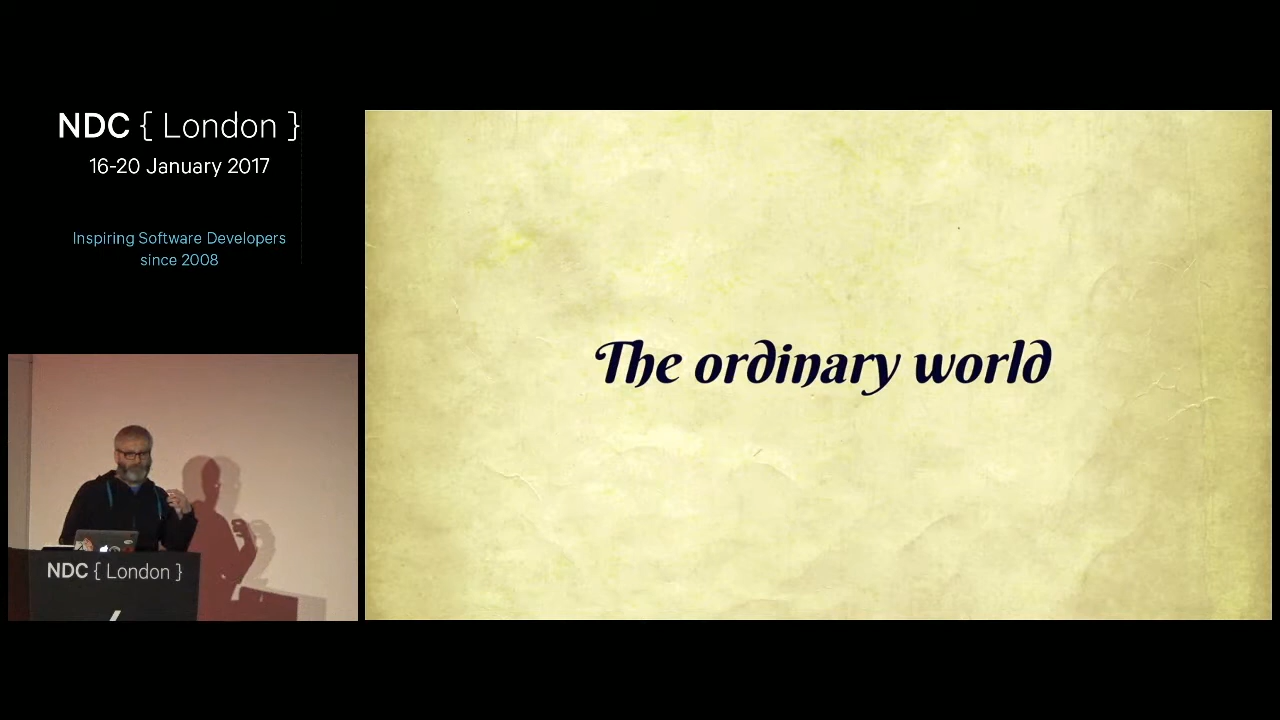 NDC { London }
16-20 January 2017
Inspiring Software Developers
since 2008
The ordinary world
NDC { London }